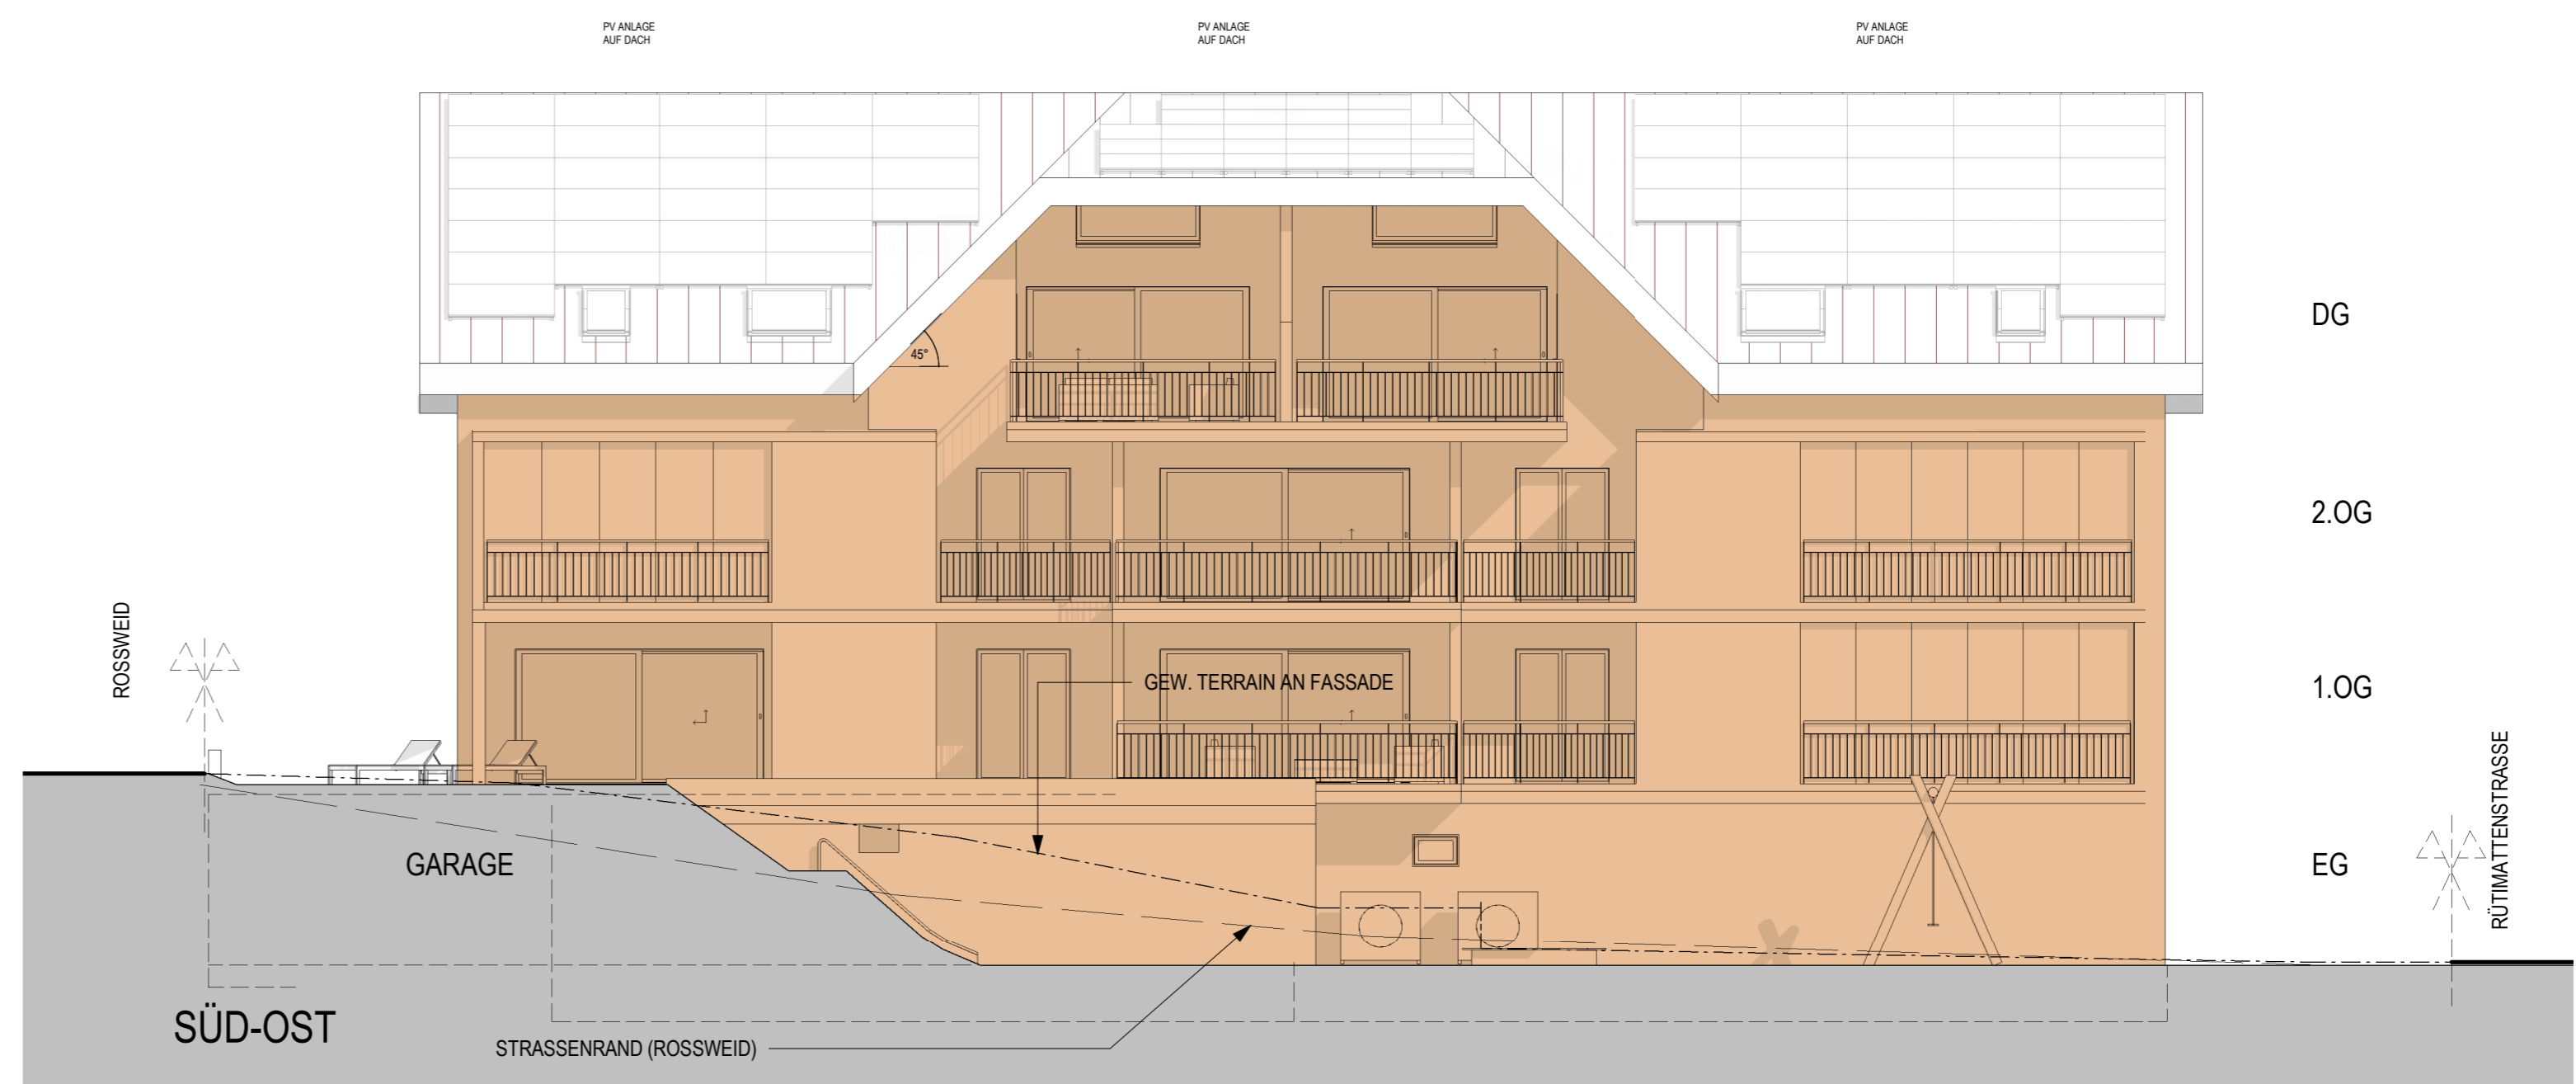 PV ANLAGE
AUF DACH
PV ANLAGE
AUF DACH
PV ANLAGE
AUF DACH
DG
45°
2.OG
ROSSWEID
GEW. TERRAIN AN FASSADE
1.OG
RÜTIMATTENSTRASSE
GARAGE
EG
SÜD-OST
STRASSENRAND (ROSSWEID)